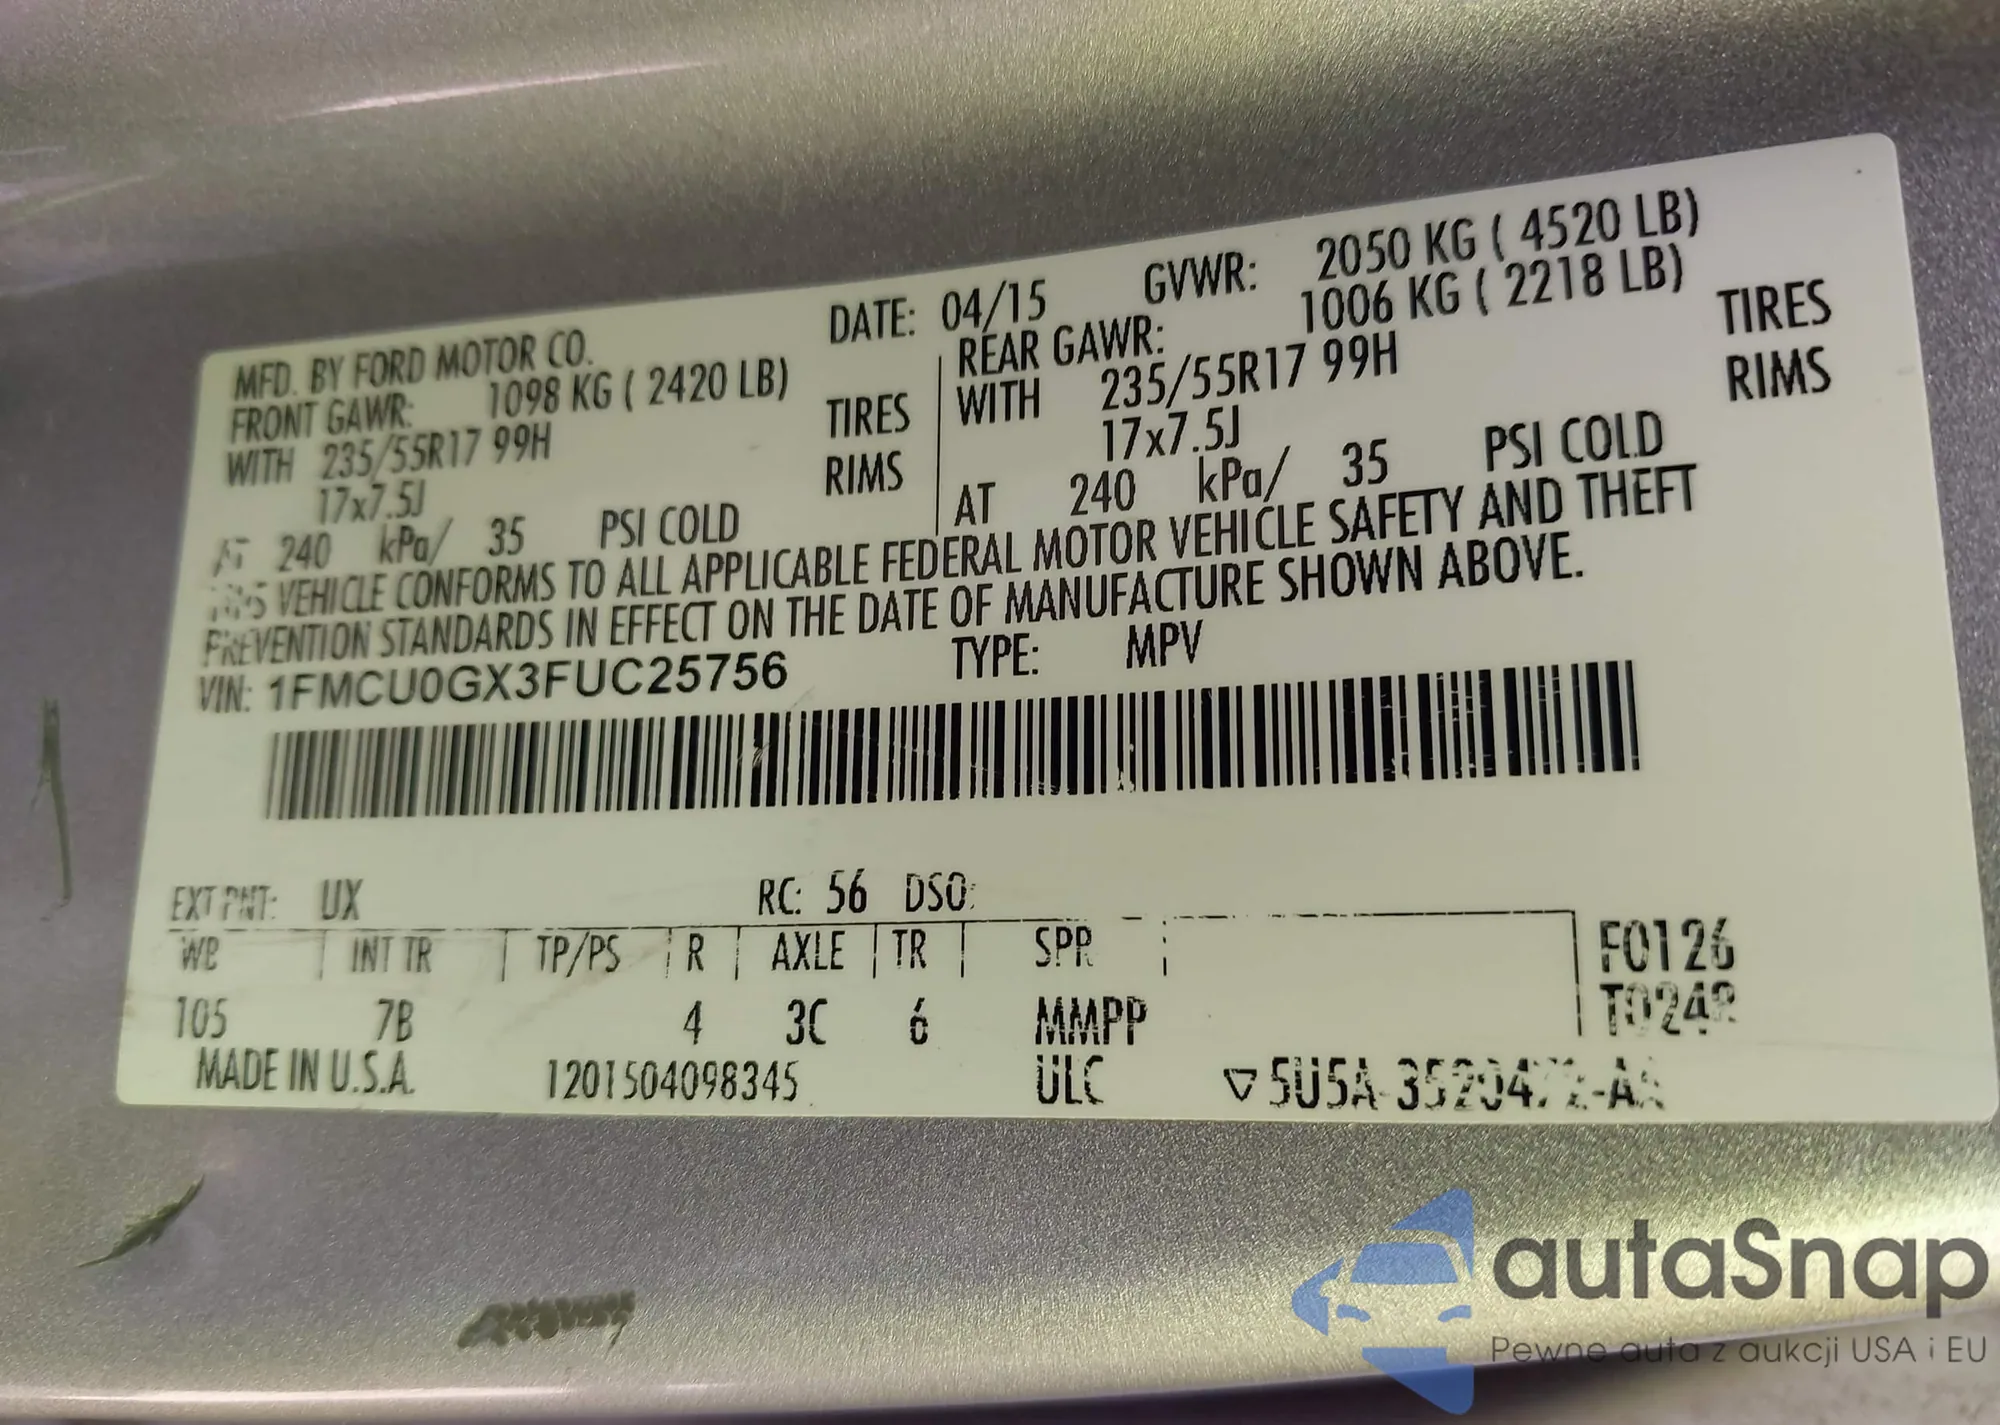 MFD. BY FORD MOTOR CO. DATE: 04/15 GVWR: 2050 KG ( 4520 LB)
FRONT GAWR: 1098 KG ( 2420 LB) REAR GAWR: 1006 KG ( 2218 LB)
WITH 235/55R17 99H TIRES WITH 235/55R17 99H TIRES
17x7.5J RIMS 17x7.5J RIMS
AT 240 kPa/ 35 PSI COLD AT 240 kPa/ 35 PSI COLD
THIS VEHICLE CONFORMS TO ALL APPLICABLE FEDERAL MOTOR VEHICLE SAFETY AND THEFT
PREVENTION STANDARDS IN EFFECT ON THE DATE OF MANUFACTURE SHOWN ABOVE.
VIN: 1FMCU0GX3FUC25756 TYPE: MPV
EXT PNT: UX RC: 56 DSO:
WB INT TR TP/PS R AXLE TR SPR F0126
105 7B 4 3C 6 MMPP
MADE IN U.S.A. 1201504098345 ULC
autaSnap
Pewne auta z aukcji USA i EU